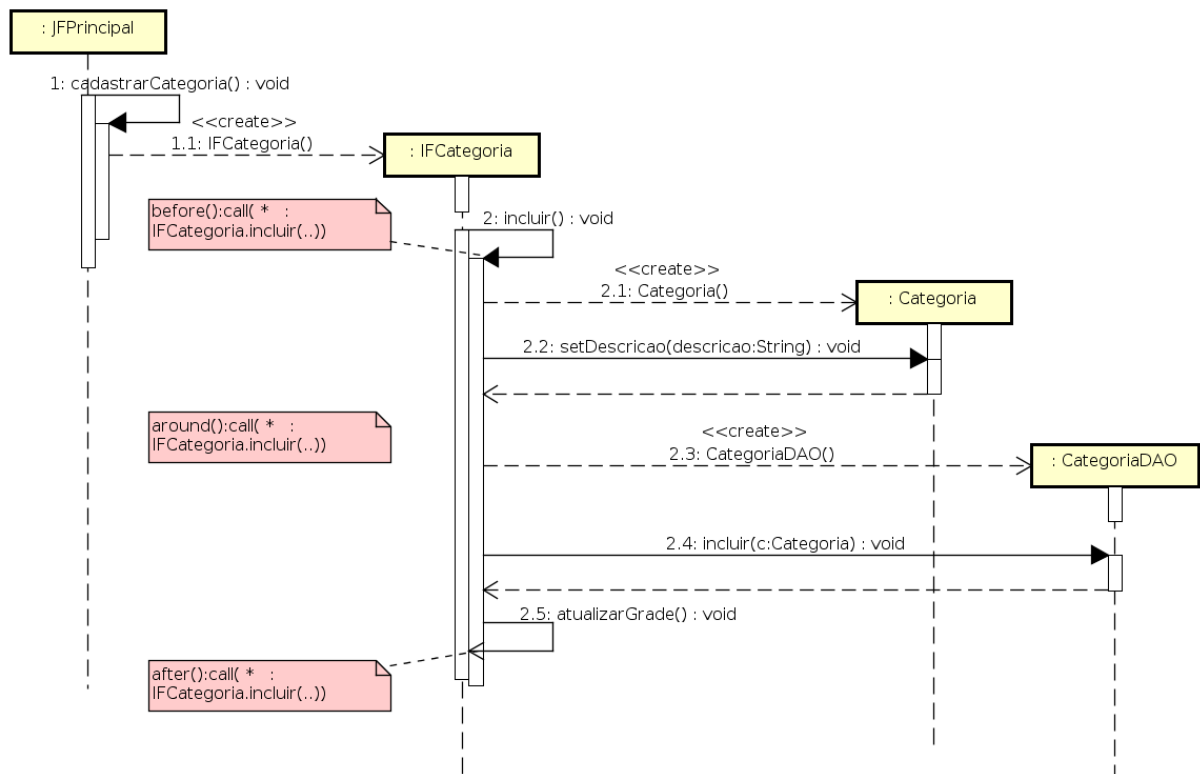 : JFPrincipal
1: cadastrarCategoria() : void
<<create>>
1.1: IFCategoria()
: IFCategoria
before():call( * :
IFCategoria.incluir(..))
2: incluir() : void
<<create>>
2.1: Categoria()
: Categoria
2.2: setDescricao(descricao:String) : void
around():call( * :
IFCategoria.incluir(..))
<<create>>
2.3: CategoriaDAO()
: CategoriaDAO
2.4: incluir(c:Categoria) : void
2.5: atualizarGrade() : void
after():call( * :
IFCategoria.incluir(..))